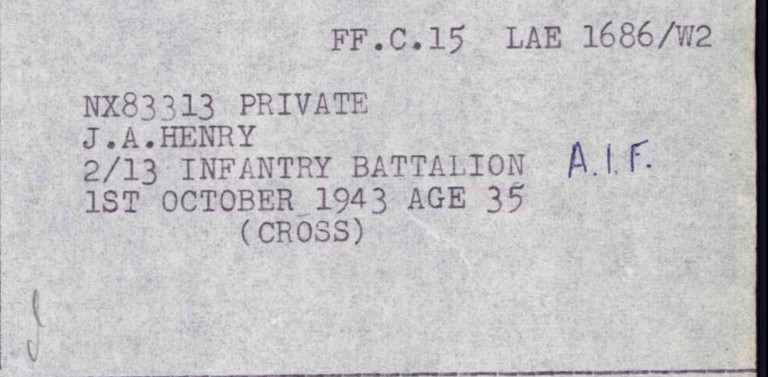 FF.C.15 LAE 1686/W2
NX83313 PRIVATE
J.A.HENRY
2/13 INFANTRY BATTALION A.I.F.
1ST OCTOBER 1943 AGE 35
(CROSS)